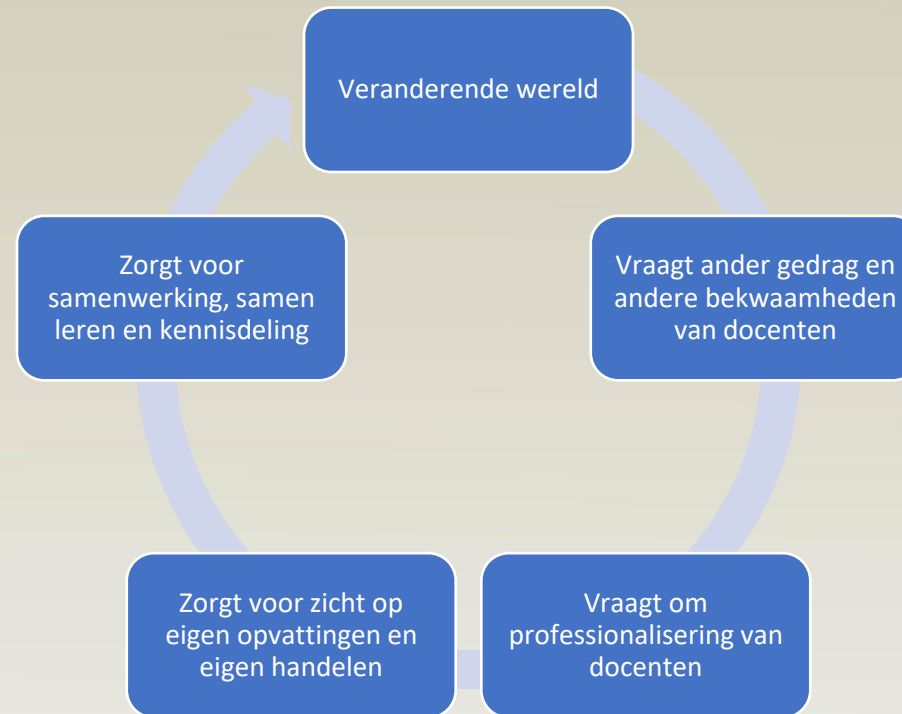 Veranderende wereld
Vraagt ander gedrag en
andere bekwaamheden
van docenten
Vraagt om
professionalisering van
docenten
Zorgt voor zicht op
eigen opvattingen en
eigen handelen
Zorgt voor
samenwerking, samen
leren en kennisdeling